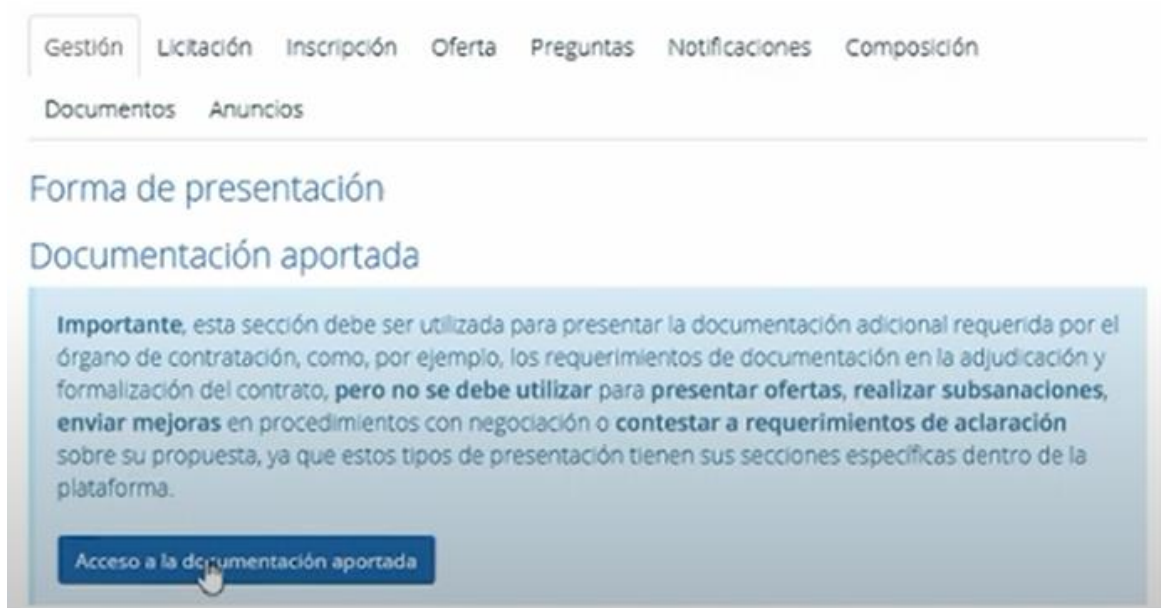 Gestión Licitación Inscripción Oferta Preguntas Notificaciones Composición
Documentos Anuncios
Forma de presentación
Documentación aportada
Importante, esta sección debe ser utilizada para presentar la documentación adicional requerida por el
órgano de contratación, como, por ejemplo, los requerimientos de documentación en la adjudicación y
formalización del contrato, pero no se debe utilizar para presentar ofertas, realizar subsanaciones,
enviar mejoras en procedimientos con negociación o contestar a requerimientos de aclaración
sobre su propuesta, ya que estos tipos de presentación tienen sus secciones específicas dentro de la
plataforma.
Acceso a la documentación aportada